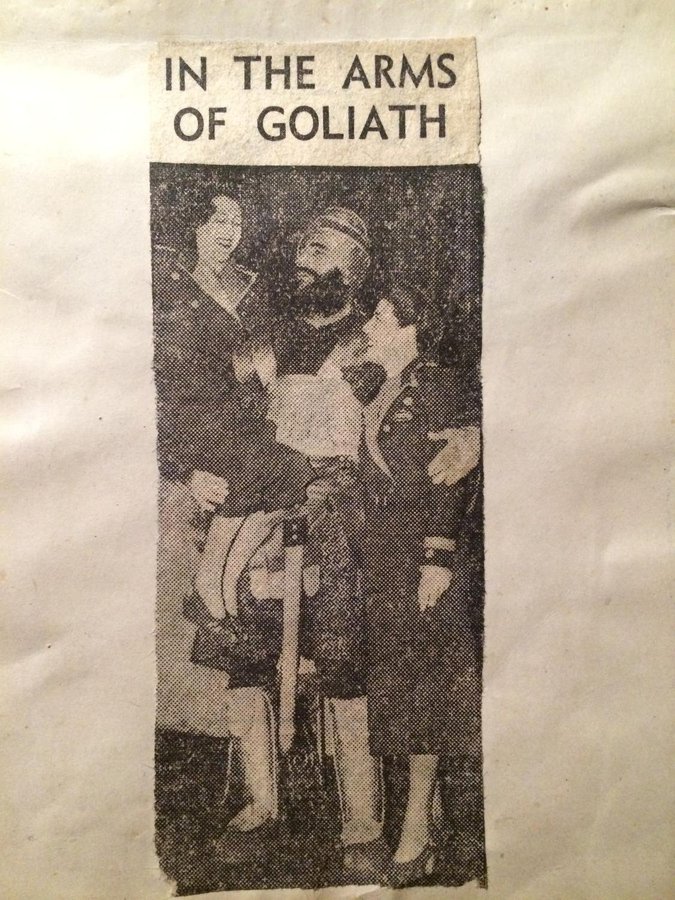 IN THE ARMS
OF GOLIATH